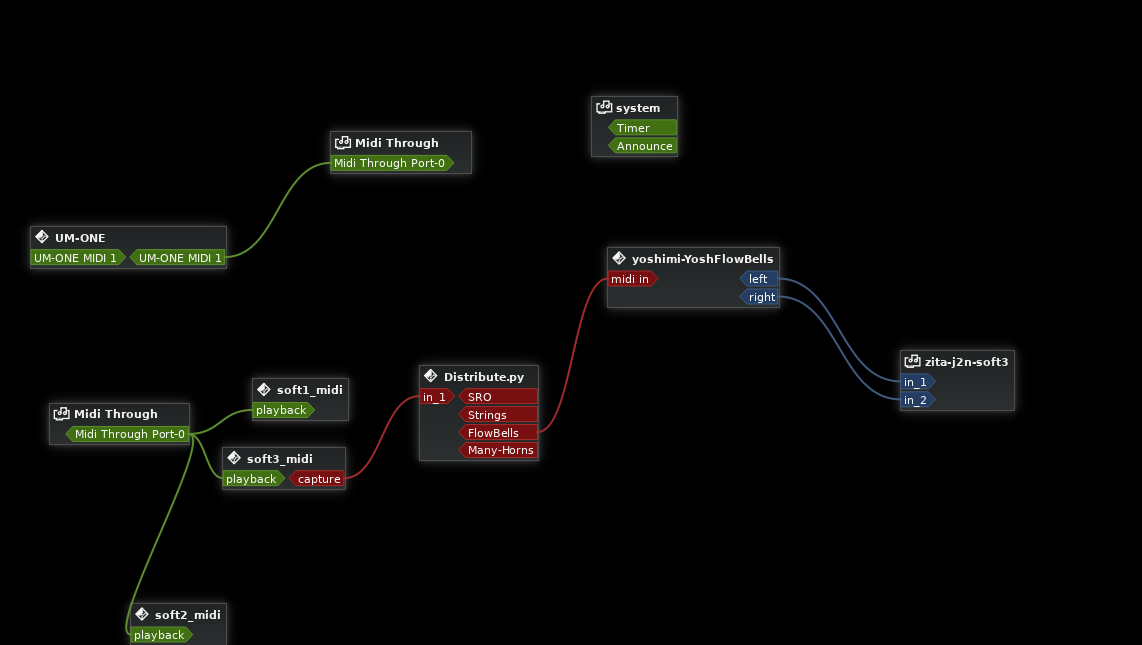 system
Timer
Announce
Midi Through
Midi Through Port-0
UM-ONE
UM-ONE MIDI 1 UM-ONE MIDI 1
yoshimi-YoshFlowBells
midi in left
right
zita-j2n-soft3
in_1
in_2
Distribute.py
in_1 SRO
Strings
FlowBells
Many-Horns
soft1_midi
playback
Midi Through
Midi Through Port-0
soft3_midi
playback capture
soft2_midi
playback